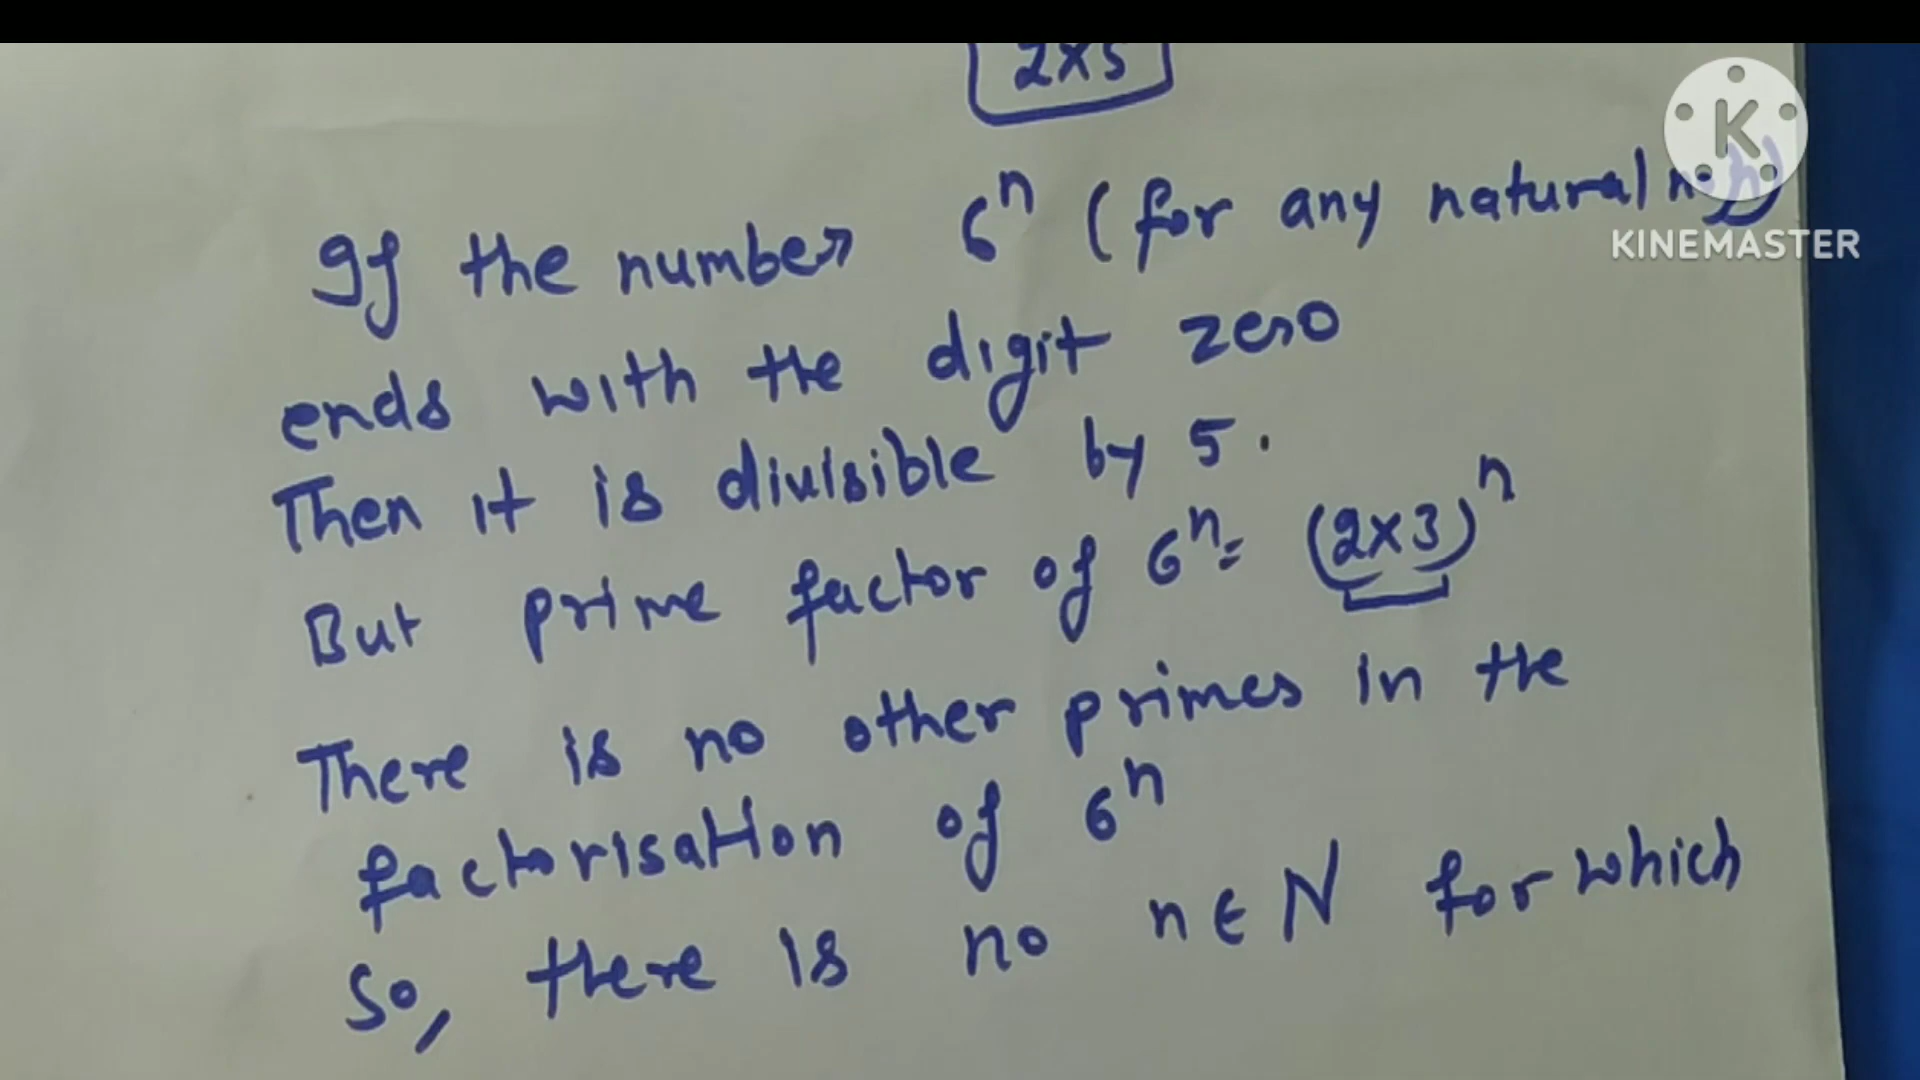 2x5
K
If the number 6ⁿ (for any natural no. n)
KINEMASTER
ends with the digit zero
Then it is divisible by 5.
But prime factor of 6ⁿ = (2x3)ⁿ
There is no other primes in the
factorisation of 6ⁿ
So, there is no n ∈ N for which